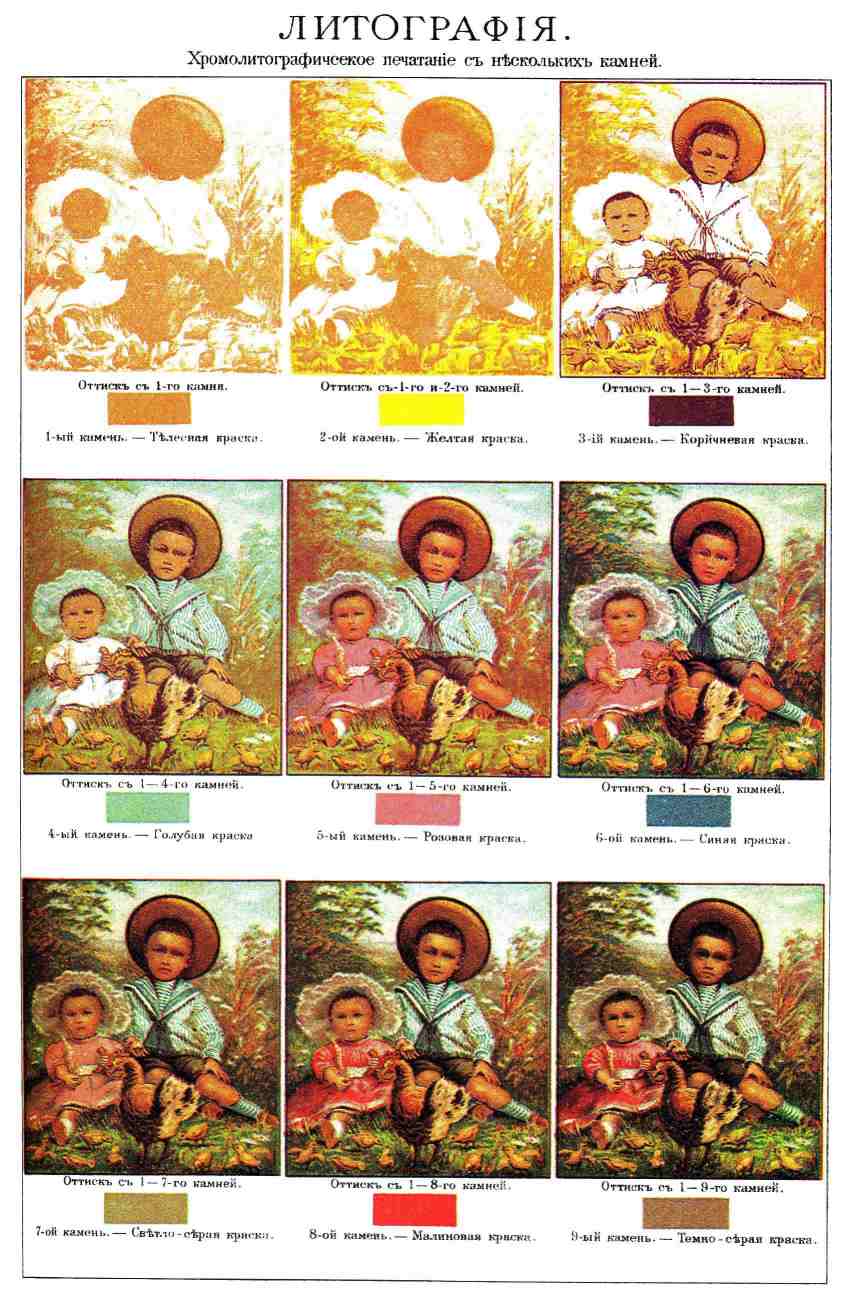 ЛИТОГРАФІЯ.
Хромолитографичсекое печатаніе съ нѣсколькихъ камней.
Оттискъ съ 1-го камня.
Оттискъ съ-1-го и-2-го камней.
Оттискъ съ 1—3-го камней.
1-ый камень. — Тѣлесная краска.
2-ой камень. — Желтая краска.
3-ій камень. — Коричневая краска.
Оттискъ съ 1—4-го камней.
Оттискъ съ 1—5-го камней.
Оттискъ съ 1—6-го камней.
4-ый камень. — Голубая краска
5-ый камень. — Розовая краска.
6-ой камень. — Синяя краска.
Оттискъ съ 1—7-го камней.
Оттискъ съ 1—8-го камней.
Оттискъ съ 1—9-го камней.
7-ой камень. — Свѣтло-сѣрая краска.
8-ой камень. — Малиновая краска.
9-ый камень. — Темно-сѣрая краска.